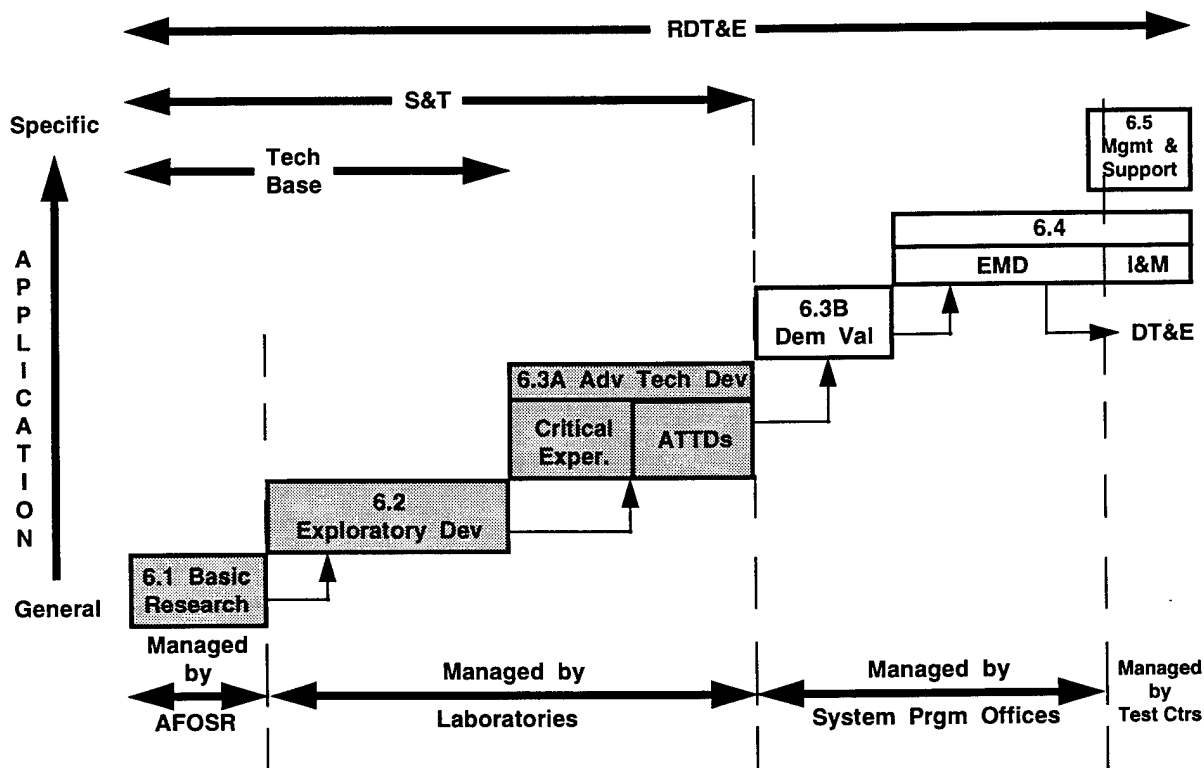 RDT&E
S&T
Specific
6.5
Mgmt &
Support
Tech
Base
6.4
EMD
I&M
APPLICATION
6.3B
Dem Val
DT&E
6.3A Adv Tech Dev
Critical
Exper.
ATTDs
6.2
Exploratory Dev
6.1 Basic
Research
General
Managed
by
AFOSR
Managed by
Laboratories
Managed by
System Prgm Offices
Managed
by
Test Ctrs